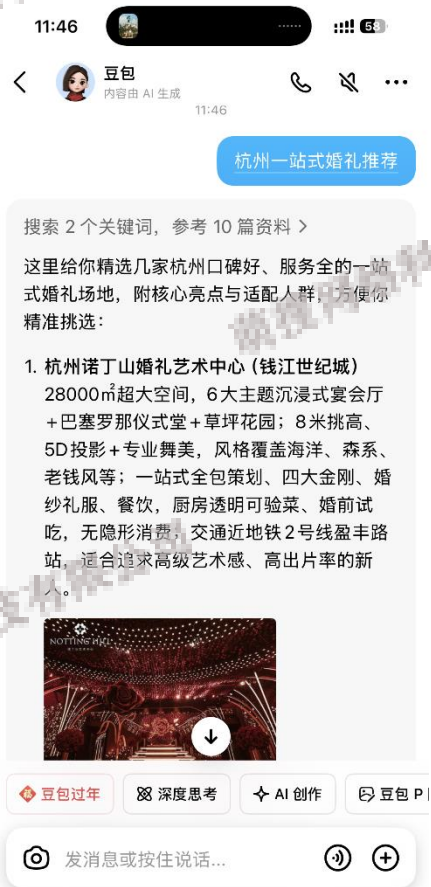 11:46
58
豆包
内容由 AI 生成
11:46
杭州一站式婚礼推荐
搜索 2 个关键词，参考 10 篇资料 >
这里给你精选几家杭州口碑好、服务全的一站
式婚礼场地，附核心亮点与适配人群，方便你
精准挑选：
1. 杭州诺丁山婚礼艺术中心（钱江世纪城）
28000㎡超大空间，6大主题沉浸式宴会厅
+巴塞罗那仪式堂+草坪花园；8米挑高、
5D投影+专业舞美，风格覆盖海洋、森系、
老钱风等；一站式全包策划、四大金刚、婚
纱礼服、餐饮，厨房透明可验菜、婚前试
吃，无隐形消费，交通近地铁2号线盈丰路
站，适合追求高级艺术感、高出片率的新
人。
NOTTING HILL
豆包过年
深度思考
AI 创作
豆包 P
发消息或按住说话...